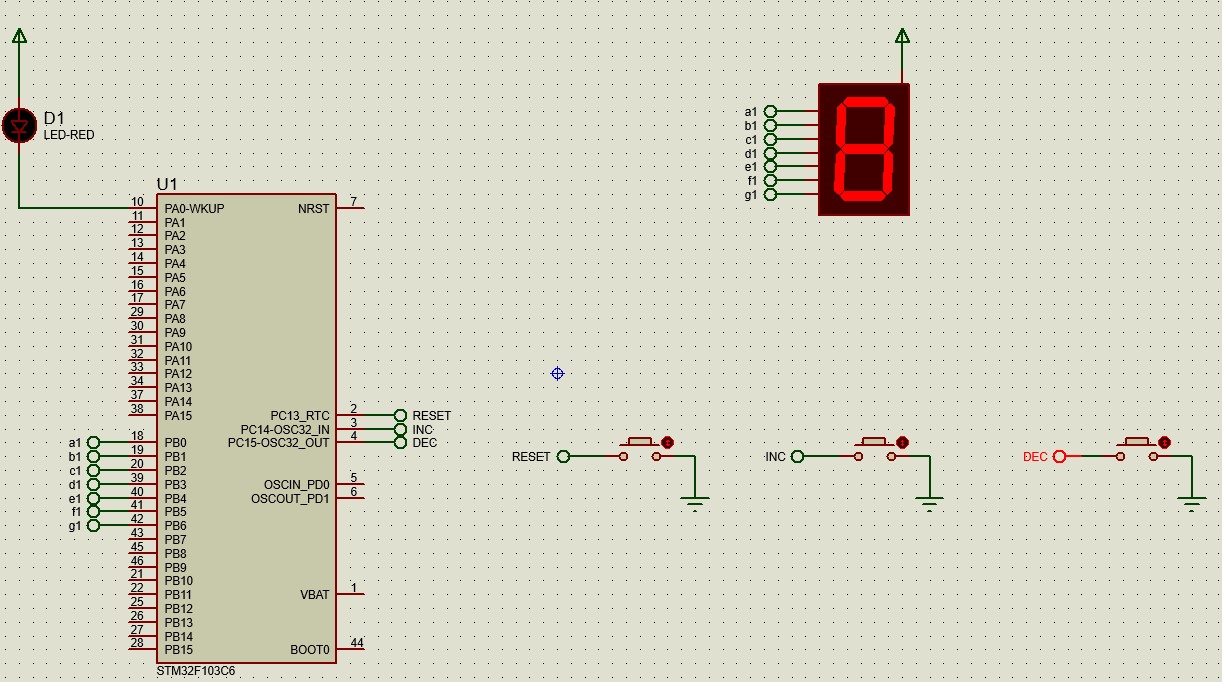 D1
LED-RED
U1
10 PA0-WKUP NRST 7
11 PA1
12 PA2
13 PA3
14 PA4
15 PA5
16 PA6
17 PA7
29 PA8
30 PA9
31 PA10
32 PA11
33 PA12
34 PA13
37 PA14
38 PA15 PC13_RTC 2 RESET
PC14-OSC32_IN 3 INC
a1 18 PB0 PC15-OSC32_OUT 4 DEC
b1 19 PB1
c1 20 PB2
d1 39 PB3 OSCIN_PD0 5
e1 40 PB4 OSCOUT_PD1 6
f1 41 PB5
g1 42 PB6
43 PB7
45 PB8
46 PB9
21 PB10
22 PB11 VBAT 1
25 PB12
26 PB13
27 PB14
28 PB15 BOOT0 44
STM32F103C6
a1
b1
c1
d1
e1
f1
g1
8
RESET
INC
DEC